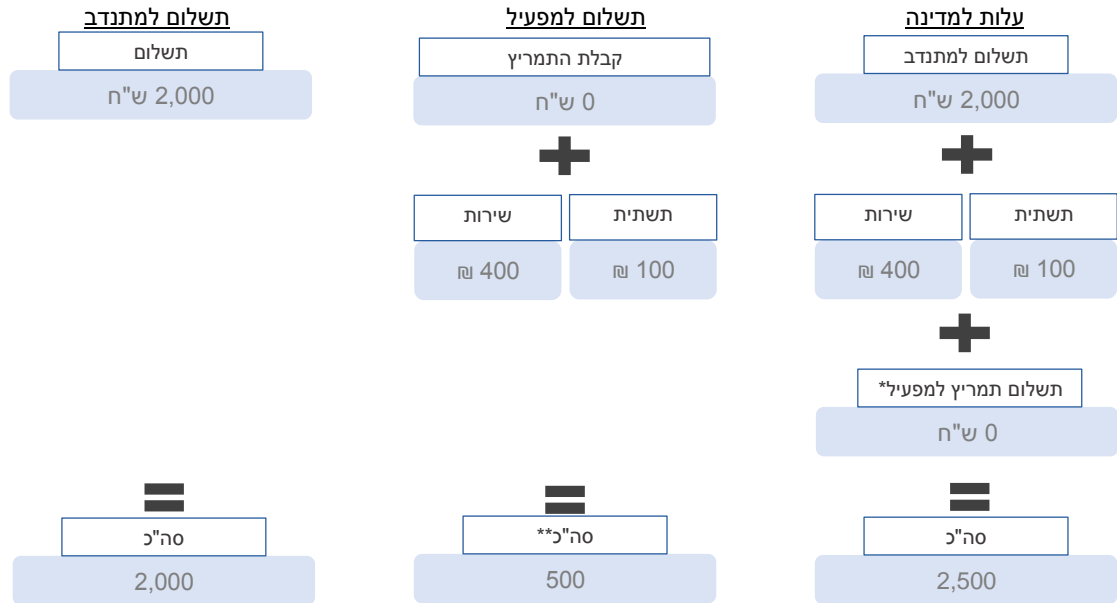 עלות למדינה
תשלום למתנדב
2,000 ש"ח
+
תשתית
שירות
100 ₪
400 ₪
+
תשלום תמריץ למפעיל*
0 ש"ח
=
סה"כ
2,500
תשלום למפעיל
קבלת התמריץ
0 ש"ח
+
תשתית
שירות
100 ₪
400 ₪
=
סה"כ**
500
תשלום למתנדב
תשלום
2,000 ש"ח
=
סה"כ
2,000